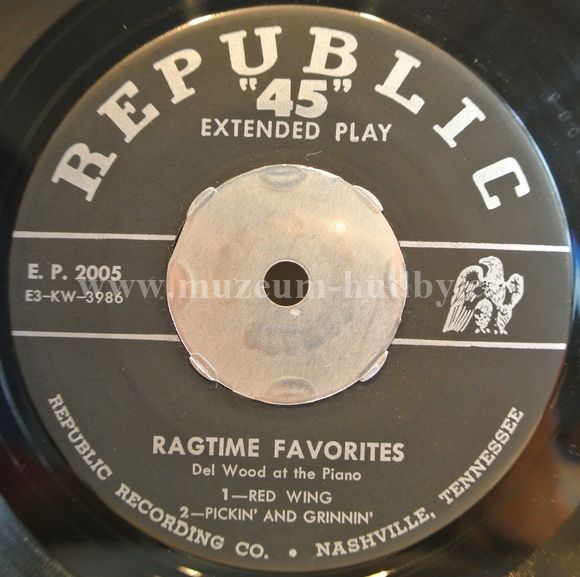 REPUBLIC
"45"
EXTENDED PLAY
E. P. 2005
E3-KW-3986
www.muzeum-hudby.
RAGTIME FAVORITES
Del Wood at the Piano
1—RED WING
2—PICKIN' AND GRINNIN'
REPUBLIC RECORDING CO. • NASHVILLE, TENNESSEE